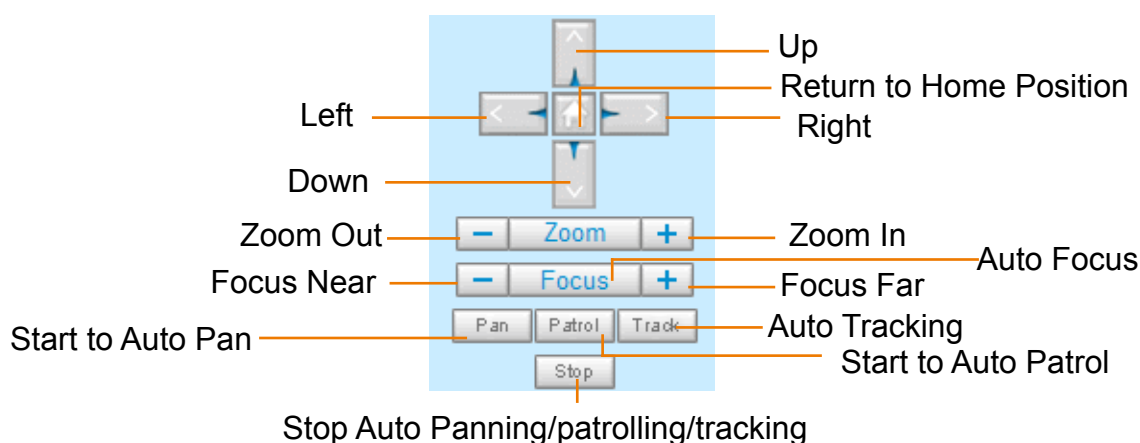 Up
Return to Home Position
Left
Right
Down
Zoom Out
− Zoom +
Zoom In
Auto Focus
Focus Near
− Focus +
Focus Far
Pan Patrol Track
Auto Tracking
Start to Auto Pan
Start to Auto Patrol
Stop
Stop Auto Panning/patrolling/tracking